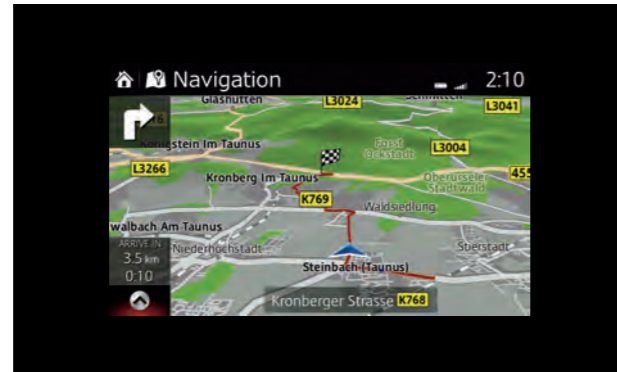 Navigation
2:10
Glashütten
L3024
L3041
Königstein Im Taunus
Forst
Ockstadt
L3004
L3266
Kronberg Im Taunus
Oberurseler
Stadtwald
455
K769
Waldsiedlung
walbach Am Taunus
ARRIVE IN
3.5 km
0:10
Niederhöchstadt
Stierstadt
Steinbach (Taunus)
Kronberger Strasse K768